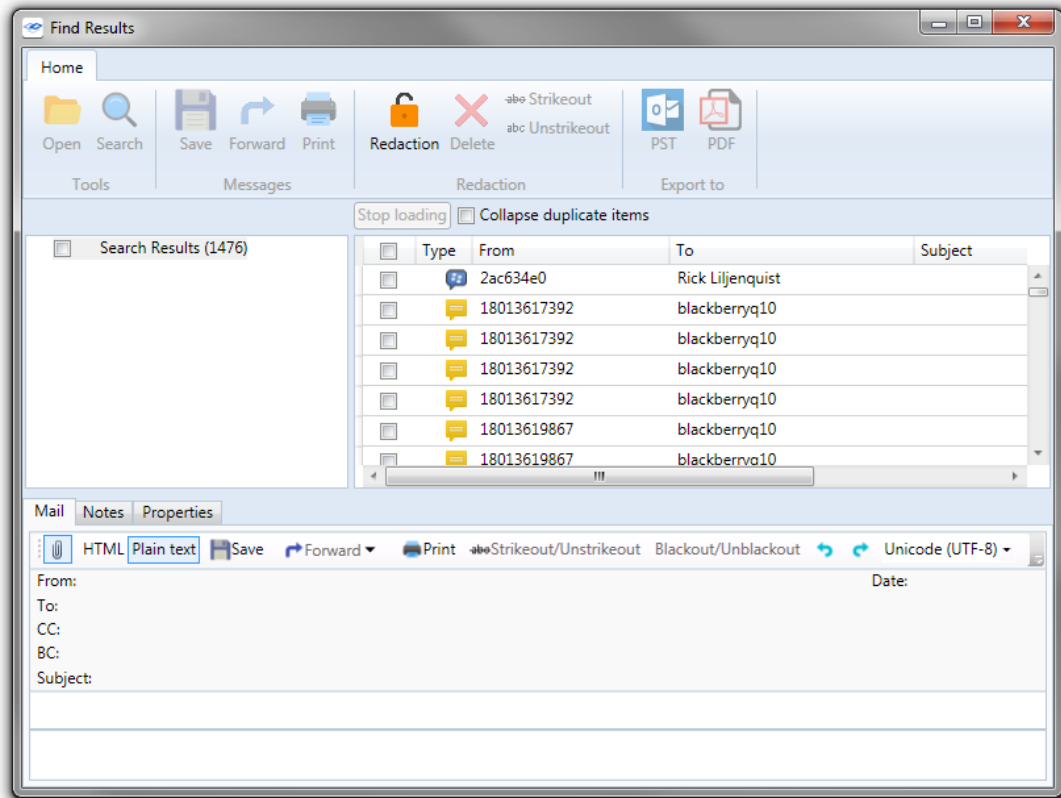 Find Results
Home
Open Search Save Forward Print Redaction Delete abc Strikeout abc Unstrikeout PST PDF
Tools Messages Redaction Export to
Stop loading Collapse duplicate items
Search Results (1476)
Type From To Subject
2ac634e0 Rick Liljenquist
18013617392 blackberryq10
18013617392 blackberryq10
18013617392 blackberryq10
18013617392 blackberryq10
18013619867 blackberryq10
18013619867 blackberryq10
Mail Notes Properties
HTML Plain text Save Forward Print abc Strikeout/Unstrikeout Blackout/Unblackout Unicode (UTF-8)
From: Date:
To:
CC:
BC:
Subject: